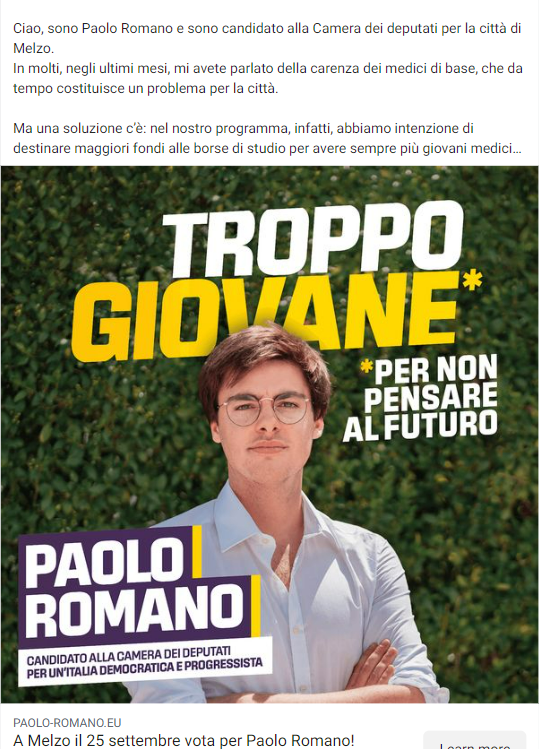 Ciao, sono Paolo Romano e sono candidato alla Camera dei deputati per la città di
Melzo.
In molti, negli ultimi mesi, mi avete parlato della carenza dei medici di base, che da
tempo costituisce un problema per la città.
Ma una soluzione c'è: nel nostro programma, infatti, abbiamo intenzione di
destinare maggiori fondi alle borse di studio per avere sempre più giovani medici…
TROPPO
GIOVANE*
*PER NON
PENSARE
AL FUTURO
PAOLO
ROMANO
CANDIDATO ALLA CAMERA DEI DEPUTATI
PER UN'ITALIA DEMOCRATICA E PROGRESSISTA
PAOLO-ROMANO.EU
A Melzo il 25 settembre vota per Paolo Romano!
Learn more